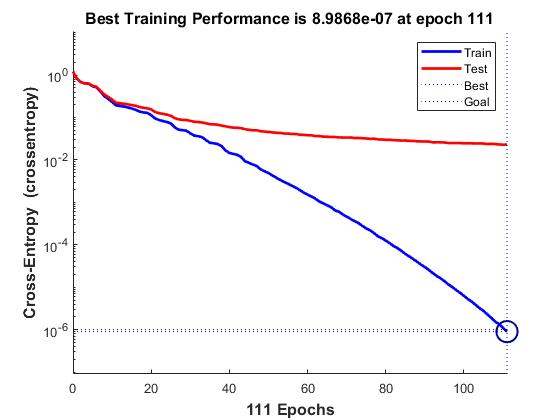 Best Training Performance is 8.9868e-07 at epoch 111
Train
Test
Best
Goal
Cross-Entropy (crossentropy)
10^0
10^-2
10^-4
10^-6
0 20 40 60 80 100
111 Epochs